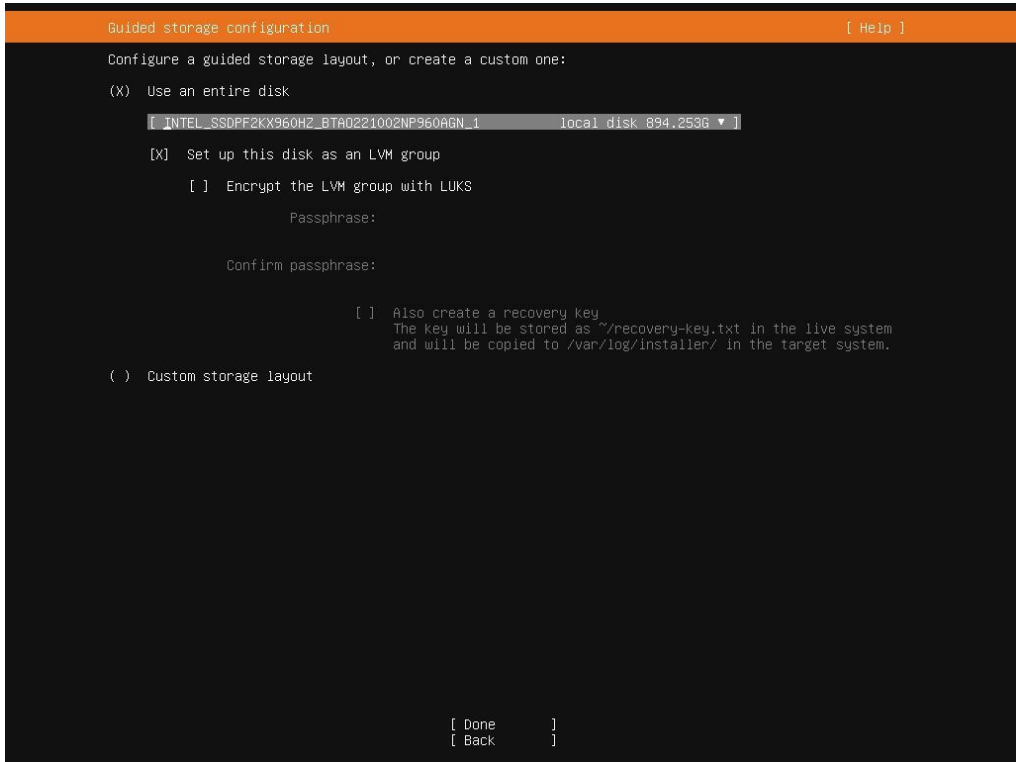 Guided storage configuration [ Help ]
Configure a guided storage layout, or create a custom one:
(X) Use an entire disk
[ INTEL_SSDPF2KX960HZ_BTAO221002NP960AGN_1 local disk 894.253G ▼ ]
[X] Set up this disk as an LVM group
[ ] Encrypt the LVM group with LUKS
Passphrase:
Confirm passphrase:
[ ] Also create a recovery key
The key will be stored as ~/recovery-key.txt in the live system
and will be copied to /var/log/installer/ in the target system.
( ) Custom storage layout
[ Done ]
[ Back ]